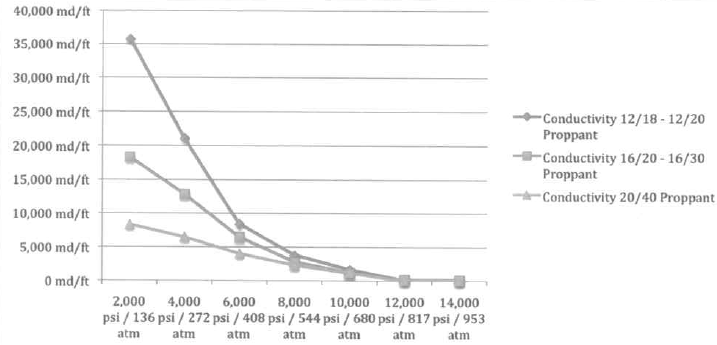 40,000 md/ft
35,000 md/ft
30,000 md/ft
25,000 md/ft
20,000 md/ft
15,000 md/ft
10,000 md/ft
5,000 md/ft
0 md/ft
2,000 4,000 6,000 8,000 10,000 12,000 14,000
psi / 136 psi / 272 psi / 408 psi / 544 psi / 680 psi / 817 psi / 953
atm atm atm atm atm atm atm
Conductivity 12/18 - 12/20
Proppant
Conductivity 16/20 - 16/30
Proppant
Conductivity 20/40 Proppant